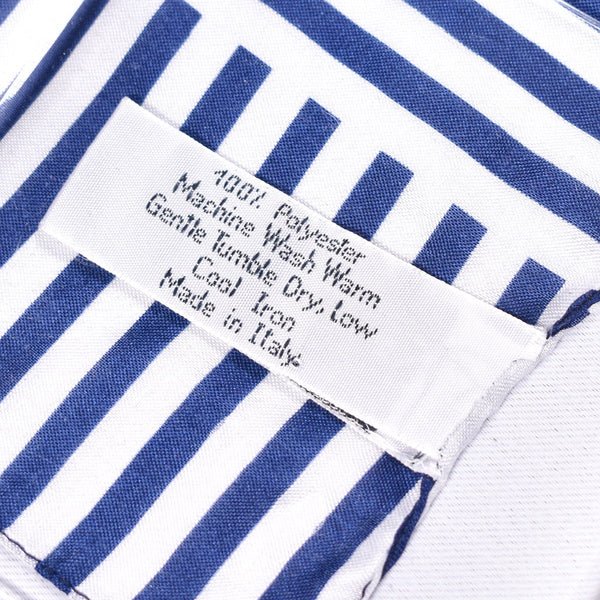 100% Polyester
Machine Wash Warm
Gentle Tumble Dry, Low
Cool Iron
Made in Italy.